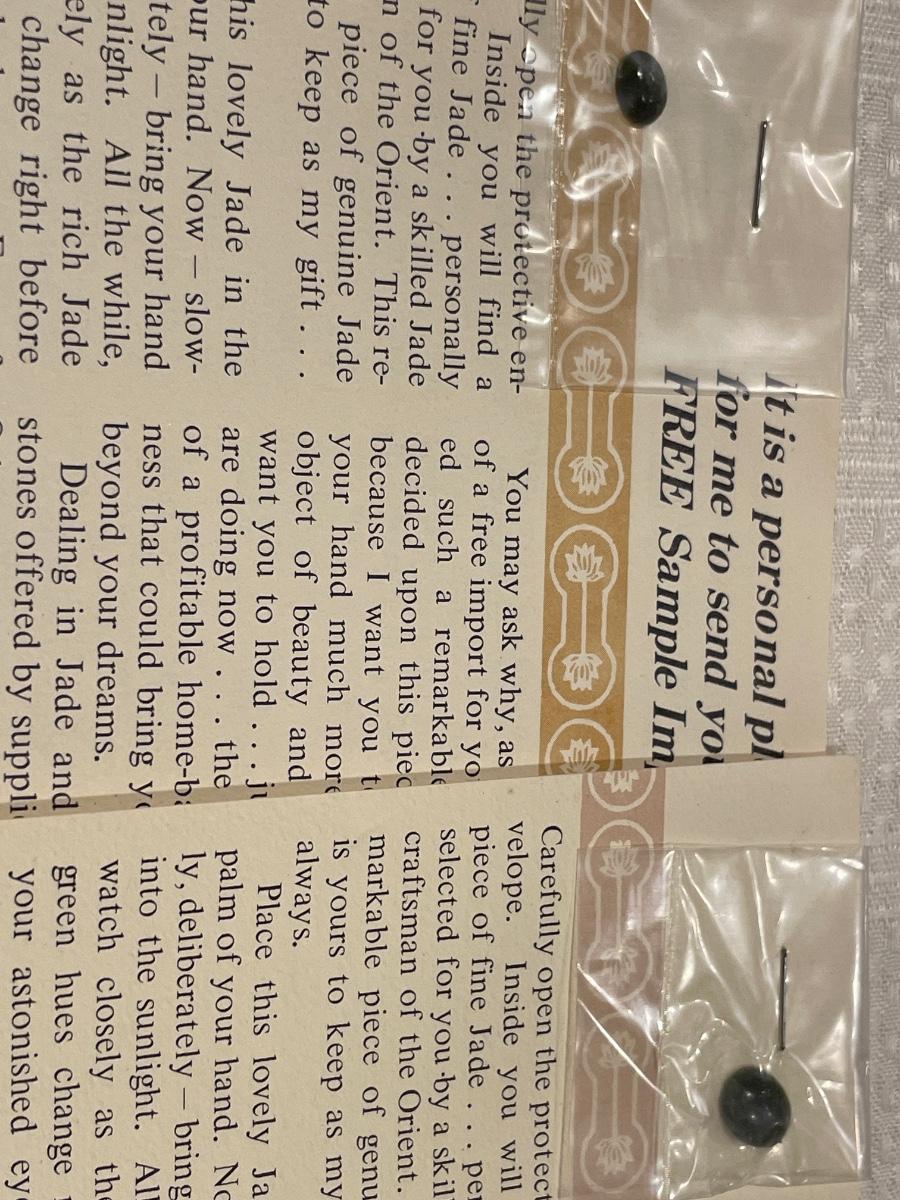 It is a personal pl
for me to send you
FREE Sample Im
lly open the protective en-
Inside you will find a
fine Jade . . . personally
for you·by a skilled Jade
n of the Orient. This re-
piece of genuine Jade
to keep as my gift . .
his lovely Jade in the
our hand. Now — slow-
tely — bring your hand
nlight. All the while,
ely as the rich Jade
change right before
You may ask why, as
of a free import for yo
ed such a remarkable
decided upon this piec
because I want you t
your hand much more
object of beauty and
want you to hold . . . ju
are doing now . . . the
of a profitable home-b
ness that could bring yo
beyond your dreams.
Dealing in Jade and
stones offered by suppli
Carefully open the protect
velope. Inside you will
piece of fine Jade . . . per
selected for you·by a skil
craftsman of the Orient.
markable piece of genu
is yours to keep as my
always.
Place this lovely Ja
palm of your hand. No
ly, deliberately — bring
into the sunlight. Al
watch closely as the
green hues change
your astonished ey